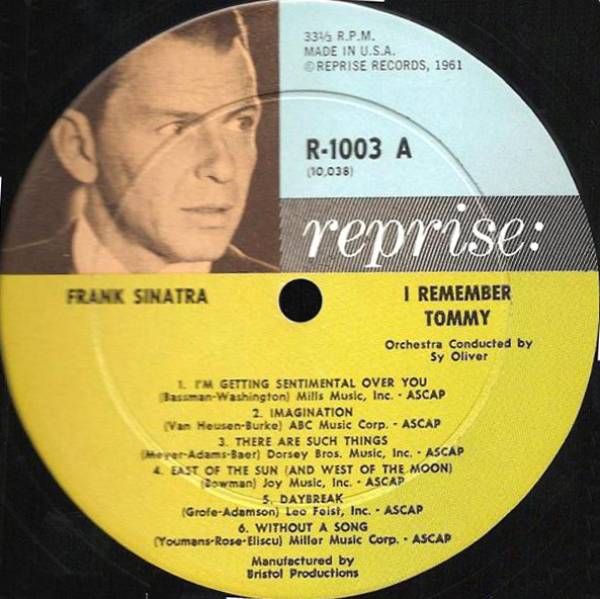 33⅓ R.P.M.
MADE IN U.S.A.
Ⓟ REPRISE RECORDS, 1961
R-1003 A
(10,038)
reprise:
FRANK SINATRA
I REMEMBER
TOMMY
Orchestra Conducted by
Sy Oliver
1. I'M GETTING SENTIMENTAL OVER YOU
(Bassman-Washington) Mills Music, Inc. - ASCAP
2. IMAGINATION
(Van Heusen-Burke) ABC Music Corp. - ASCAP
3. THERE ARE SUCH THINGS
(Meyer-Adams-Baer) Dorsey Bros. Music, Inc. - ASCAP
4. EAST OF THE SUN (AND WEST OF THE MOON)
(Bowman) Joy Music, Inc. - ASCAP
5. DAYBREAK
(Grofe-Adamson) Leo Feist, Inc. - ASCAP
6. WITHOUT A SONG
(Youmans-Rose-Eliscu) Miller Music Corp. - ASCAP
Manufactured by
Bristol Productions